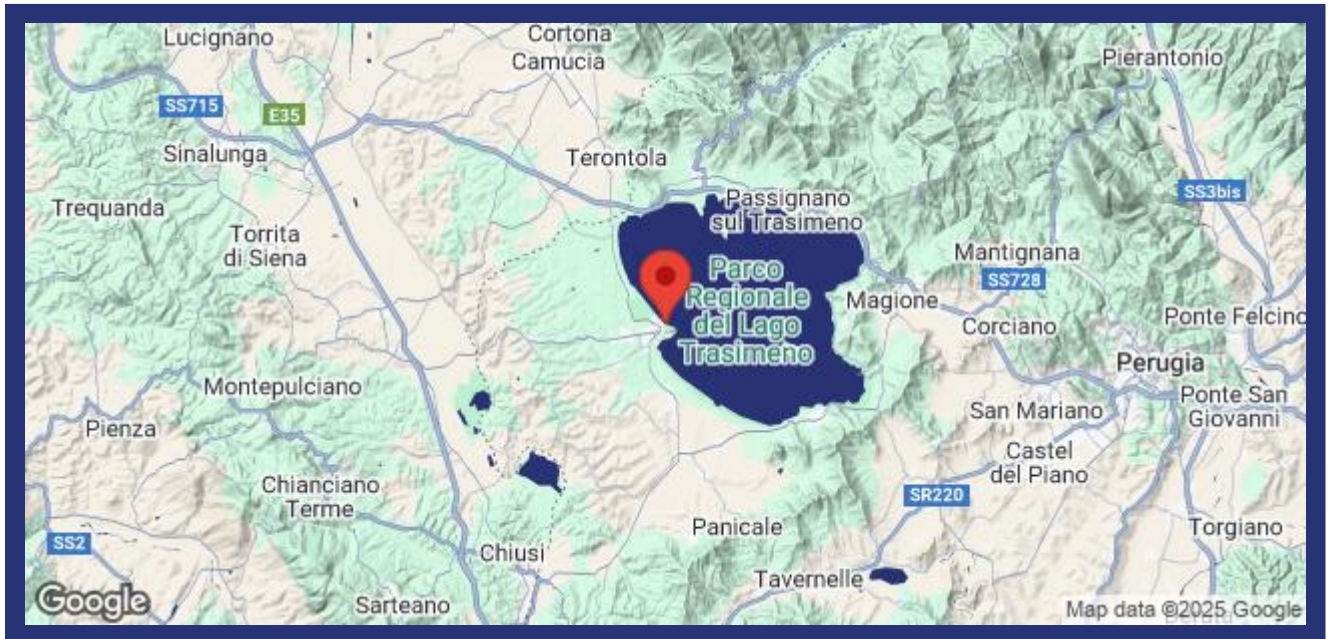 Lucignano
Cortona
Camucia
Pierantonio
SS715
E35
Sinalunga
Terontola
SS3bis
Trequanda
Passignano
sul Trasimeno
Torrita
di Siena
Mantignana
Parco
Regionale
del Lago
Trasimeno
SS728
Magione
Corciano
Ponte Felcino
Perugia
Montepulciano
Ponte San
Giovanni
San Mariano
Pienza
Castel
del Piano
Chianciano
Terme
SR220
Panicale
Torgiano
SS2
Chiusi
Tavernelle
Sarteano
Google
Map data ©2025 Google